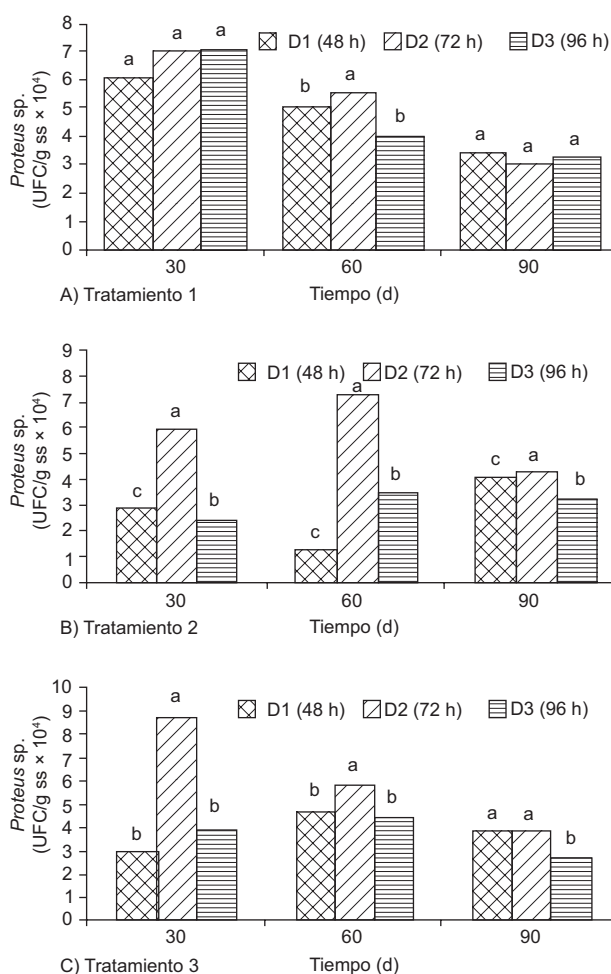 D1 (48 h) D2 (72 h) D3 (96 h)
Proteus sp.
(UFC/g ss × 10⁴)
8
7
6
5
4
3
2
1
0
a a a
b a b
a a a
30 60 90
A) Tratamiento 1 Tiempo (d)
D1 (48 h) D2 (72 h) D3 (96 h)
Proteus sp.
(UFC/g ss × 10⁴)
9
8
7
6
5
4
3
2
1
0
c a b
c a b
c a b
30 60 90
B) Tratamiento 2 Tiempo (d)
D1 (48 h) D2 (72 h) D3 (96 h)
Proteus sp.
(UFC/g ss × 10⁴)
10
9
8
7
6
5
4
3
2
1
0
b a b
b a b
a a b
30 60 90
C) Tratamiento 3 Tiempo (d)